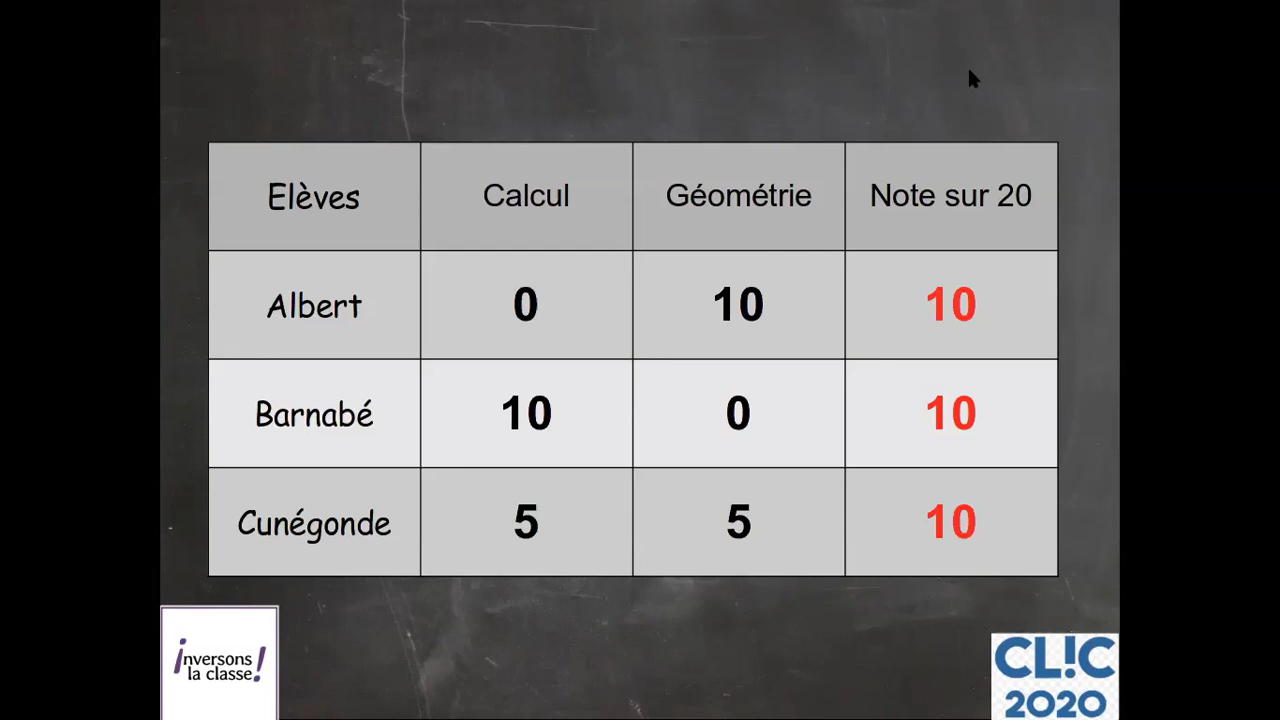 Elèves Calcul Géométrie Note sur 20
Albert 0 10 10
Barnabé 10 0 10
Cunégonde 5 5 10
¡nversons
la classe!
CL!C
2020